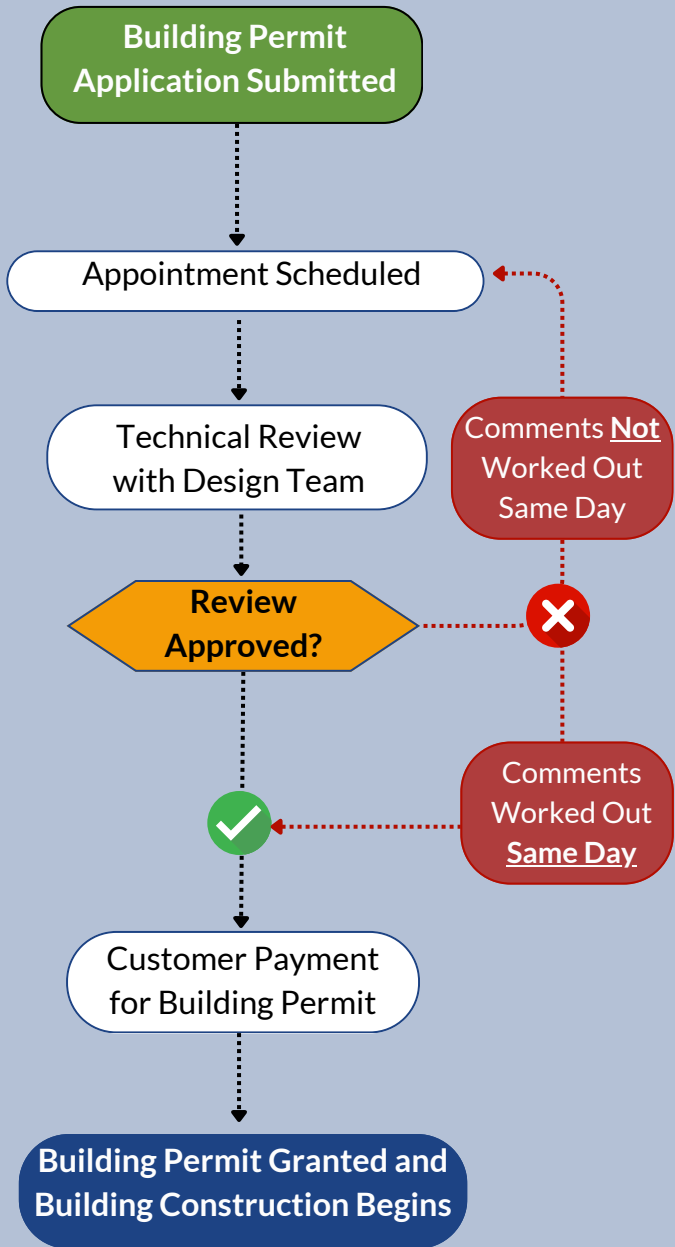 Building Permit
Application Submitted
Appointment Scheduled
Technical Review
with Design Team
Comments Not
Worked Out
Same Day
Review
Approved?
Comments
Worked Out
Same Day
Customer Payment
for Building Permit
Building Permit Granted and
Building Construction Begins